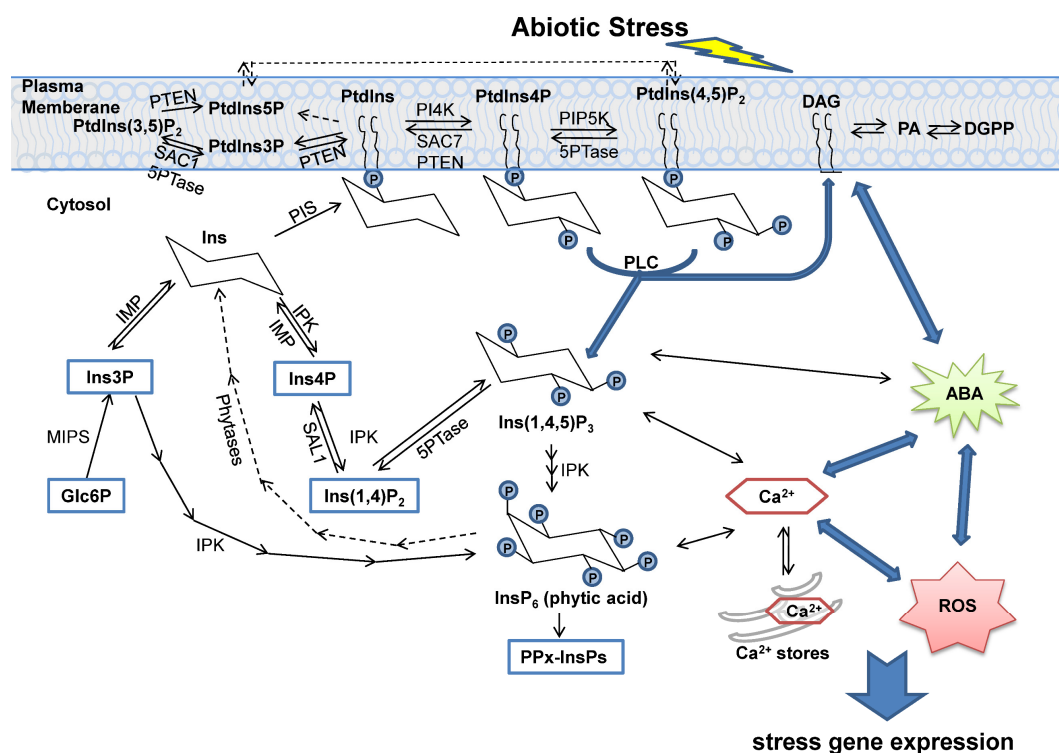 Abiotic Stress
Plasma
Memberane
PTEN
PtdIns5P
PtdIns
PI4K
PtdIns4P
PIP5K
PtdIns(4,5)P₂
DAG
PtdIns(3,5)P₂
PtdIns3P
PTEN
SAC7
PTEN
5PTase
PA
DGPP
SAC1
5PTase
P
P
P
Cytosol
PIS
Ins
P
P
P
PLC
IMP
IPK
IMP
P
Ins3P
Ins4P
P
P
ABA
MIPS
Phytases
SAL1
IPK
5PTase
Ins(1,4,5)P₃
IPK
Glc6P
Ins(1,4)P₂
Ca²⁺
P
P
P
P
P
P
IPK
InsP₆ (phytic acid)
Ca²⁺
ROS
Ca²⁺ stores
PPx-InsPs
stress gene expression